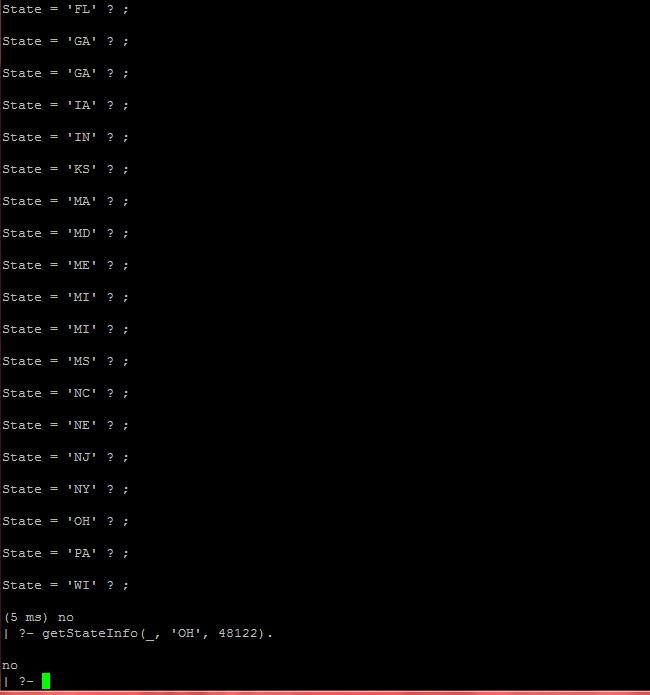 State = 'FL' ? ;
State = 'GA' ? ;
State = 'GA' ? ;
State = 'IA' ? ;
State = 'IN' ? ;
State = 'KS' ? ;
State = 'MA' ? ;
State = 'MD' ? ;
State = 'ME' ? ;
State = 'MI' ? ;
State = 'MI' ? ;
State = 'MS' ? ;
State = 'NC' ? ;
State = 'NE' ? ;
State = 'NJ' ? ;
State = 'NY' ? ;
State = 'OH' ? ;
State = 'PA' ? ;
State = 'WI' ? ;
(5 ms) no
| ?- getStateInfo(_, 'OH', 48122).
no
| ?-